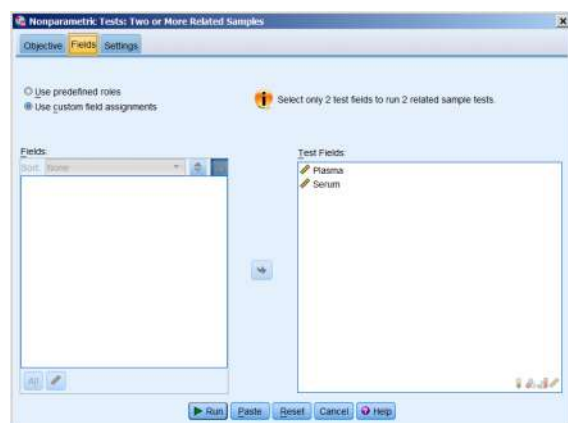 Nonparametric Tests: Two or More Related Samples
Objective Fields Settings
Use predefined roles
Use custom field assignments
Select only 2 test fields to run 2 related sample tests.
Fields:
Sort: None
Test Fields:
Plasma
Serum
All
Run Paste Reset Cancel Help